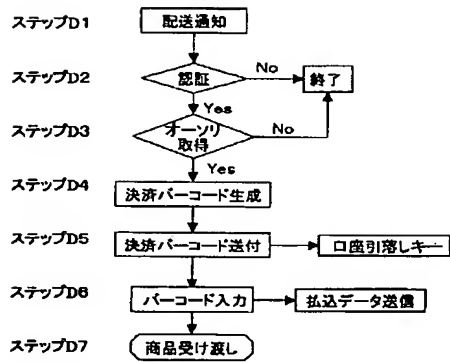 ステップD1
配送通知
ステップD2
認証
No
終了
Yes
ステップD3
オーソリ
取得
No
Yes
ステップD4
決済バーコード生成
ステップD5
決済バーコード送付
口座引落しキー
ステップD6
バーコード入力
払込データ送信
ステップD7
商品受け渡し